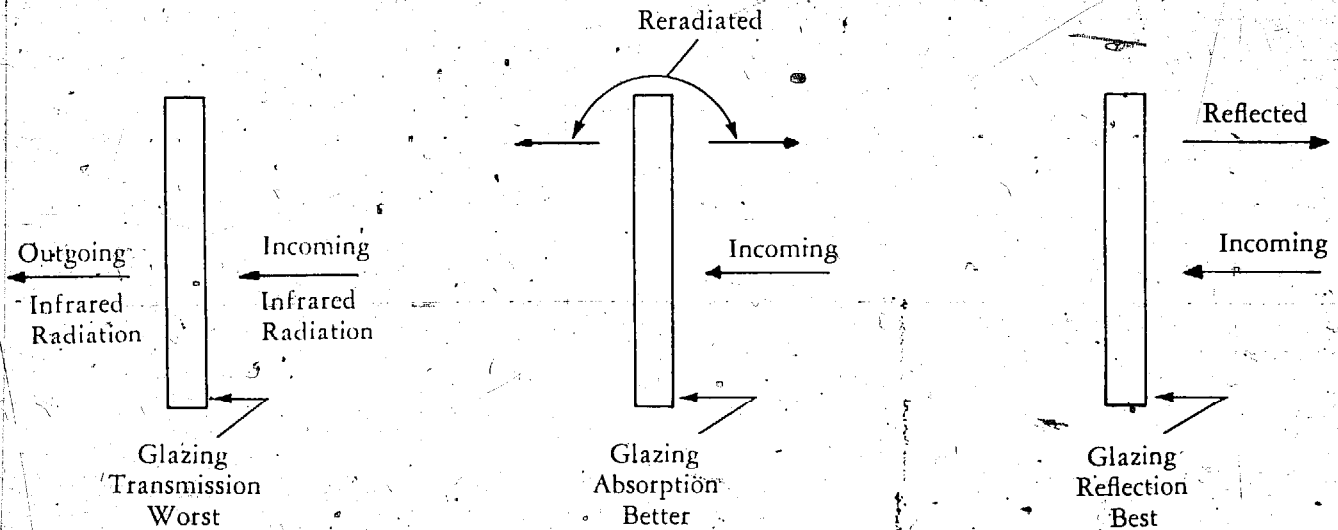 Reradiated
Outgoing
Infrared
Radiation
Incoming
Infrared
Radiation
Glazing
Transmission
Worst
Incoming
Glazing
Absorption
Better
Reflected
Incoming
Glazing
Reflection
Best